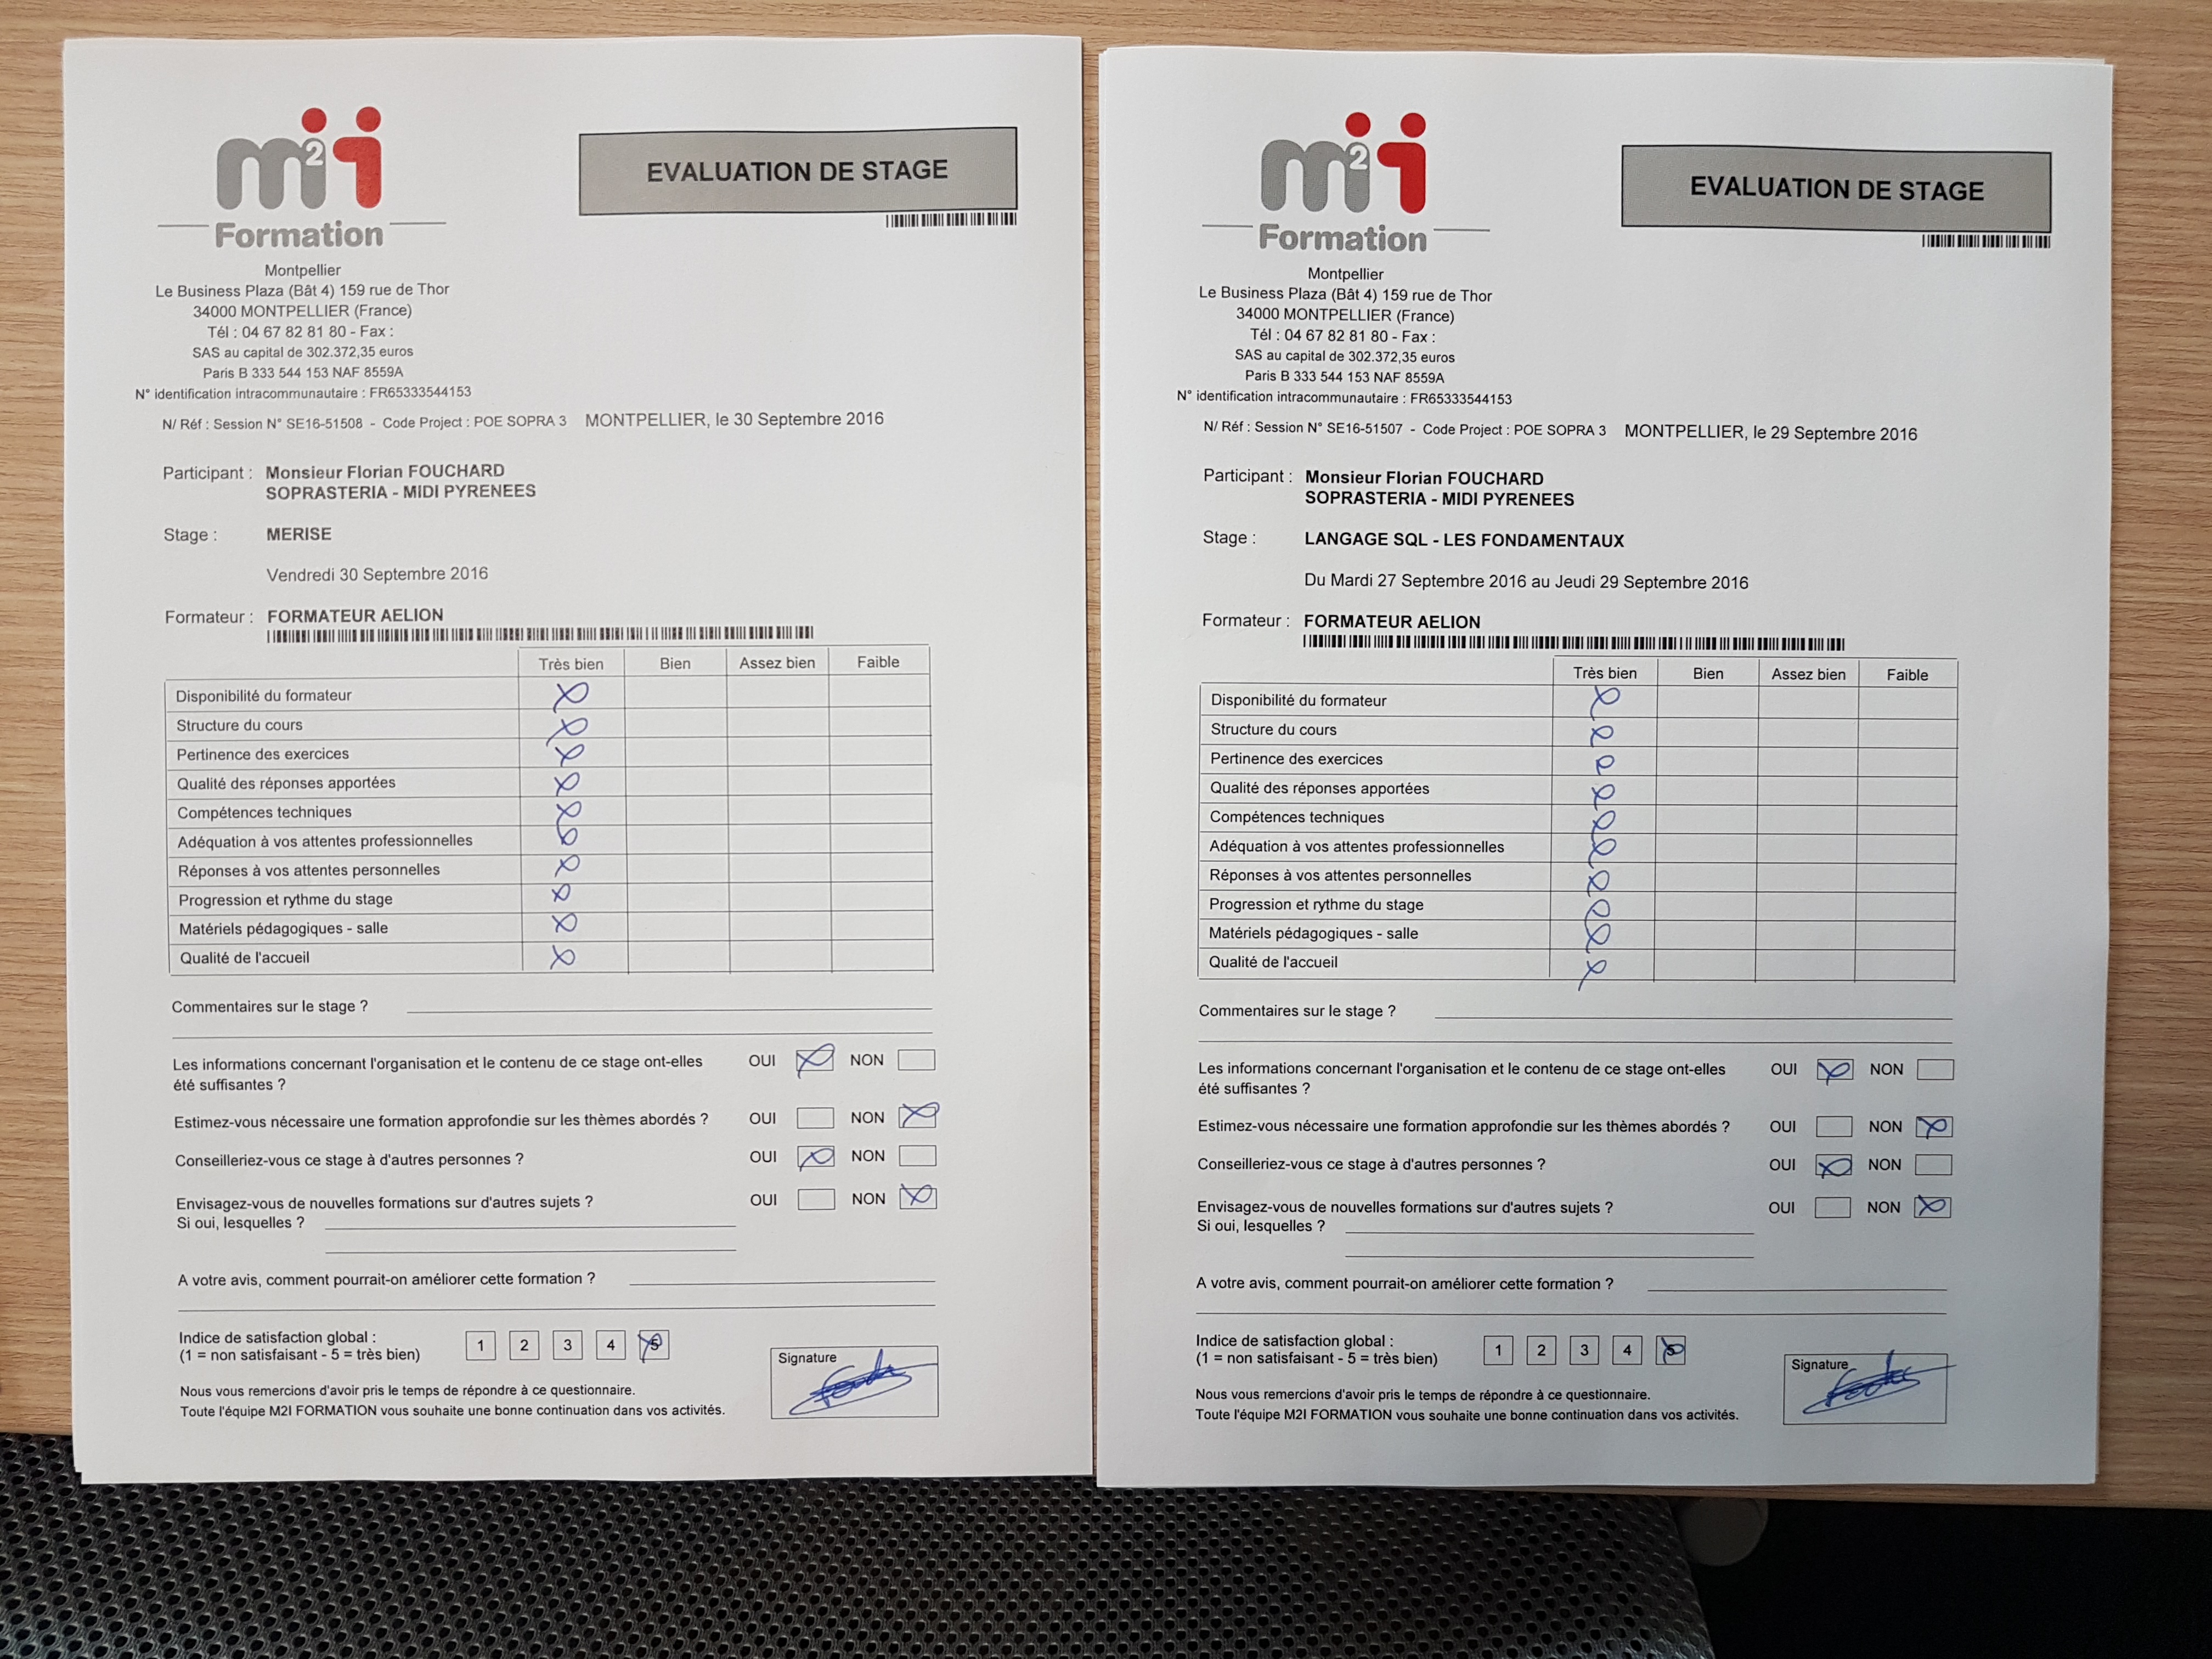 m2i
Formation
EVALUATION DE STAGE
Montpellier
Le Business Plaza (Bât 4) 159 rue de Thor
34000 MONTPELLIER (France)
Tél : 04 67 82 81 80 - Fax :
SAS au capital de 302.372,35 euros
Paris B 333 544 153 NAF 8559A
N° identification intracommunautaire : FR65333544153
N/ Réf : Session N° SE16-51508 - Code Project : POE SOPRA 3 MONTPELLIER, le 30 Septembre 2016
Participant : Monsieur Florian FOUCHARD
SOPRASTERIA - MIDI PYRENEES
Stage : MERISE
Vendredi 30 Septembre 2016
Formateur : FORMATEUR AELION
Très bien Bien Assez bien Faible
Disponibilité du formateur
Structure du cours
Pertinence des exercices
Qualité des réponses apportées
Compétences techniques
Adéquation à vos attentes professionnelles
Réponses à vos attentes personnelles
Progression et rythme du stage
Matériels pédagogiques - salle
Qualité de l'accueil
Commentaires sur le stage ?
Les informations concernant l'organisation et le contenu de ce stage ont-elles
été suffisantes ? OUI NON
Estimez-vous nécessaire une formation approfondie sur les thèmes abordés ? OUI NON
Conseilleriez-vous ce stage à d'autres personnes ? OUI NON
Envisagez-vous de nouvelles formations sur d'autres sujets ? OUI NON
Si oui, lesquelles ?
A votre avis, comment pourrait-on améliorer cette formation ?
Indice de satisfaction global :
(1 = non satisfaisant - 5 = très bien) 1 2 3 4 5
Signature
Nous vous remercions d'avoir pris le temps de répondre à ce questionnaire.
Toute l'équipe M2I FORMATION vous souhaite une bonne continuation dans vos activités.
m2i
Formation
EVALUATION DE STAGE
Montpellier
Le Business Plaza (Bât 4) 159 rue de Thor
34000 MONTPELLIER (France)
Tél : 04 67 82 81 80 - Fax :
SAS au capital de 302.372,35 euros
Paris B 333 544 153 NAF 8559A
N° identification intracommunautaire : FR65333544153
N/ Réf : Session N° SE16-51507 - Code Project : POE SOPRA 3 MONTPELLIER, le 29 Septembre 2016
Participant : Monsieur Florian FOUCHARD
SOPRASTERIA - MIDI PYRENEES
Stage : LANGAGE SQL - LES FONDAMENTAUX
Du Mardi 27 Septembre 2016 au Jeudi 29 Septembre 2016
Formateur : FORMATEUR AELION
Très bien Bien Assez bien Faible
Disponibilité du formateur
Structure du cours
Pertinence des exercices
Qualité des réponses apportées
Compétences techniques
Adéquation à vos attentes professionnelles
Réponses à vos attentes personnelles
Progression et rythme du stage
Matériels pédagogiques - salle
Qualité de l'accueil
Commentaires sur le stage ?
Les informations concernant l'organisation et le contenu de ce stage ont-elles
été suffisantes ? OUI NON
Estimez-vous nécessaire une formation approfondie sur les thèmes abordés ? OUI NON
Conseilleriez-vous ce stage à d'autres personnes ? OUI NON
Envisagez-vous de nouvelles formations sur d'autres sujets ? OUI NON
Si oui, lesquelles ?
A votre avis, comment pourrait-on améliorer cette formation ?
Indice de satisfaction global :
(1 = non satisfaisant - 5 = très bien) 1 2 3 4 5
Signature
Nous vous remercions d'avoir pris le temps de répondre à ce questionnaire.
Toute l'équipe M2I FORMATION vous souhaite une bonne continuation dans vos activités.